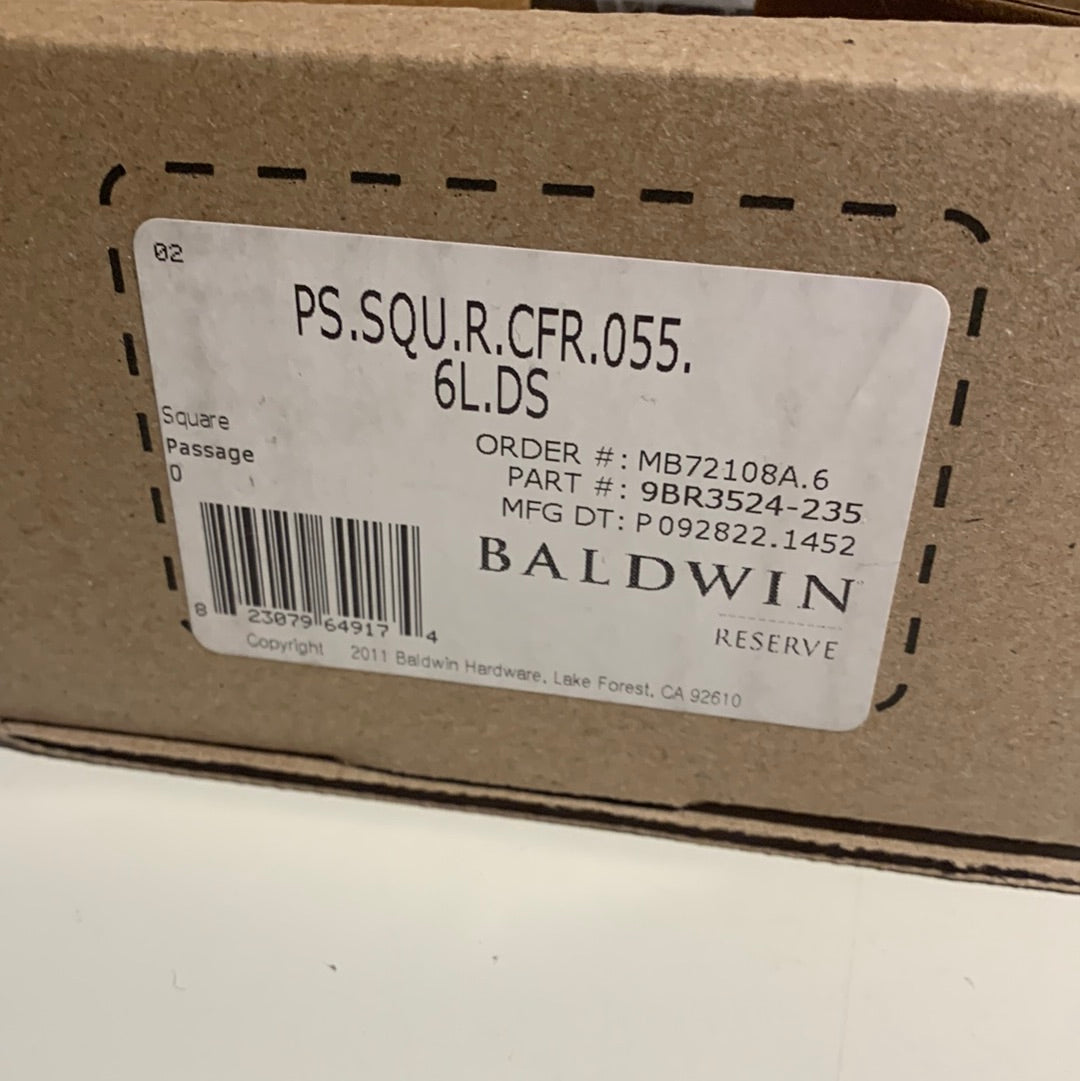 02
PS.SQU.R.CFR.055.
6L.DS
Square
Passage
0
ORDER #: MB72108A.6
PART #: 9BR3524-235
MFG DT: P092822.1452
BALDWIN
RESERVE
8 23079 64917 4
Copyright 2011 Baldwin Hardware, Lake Forest, CA 92610